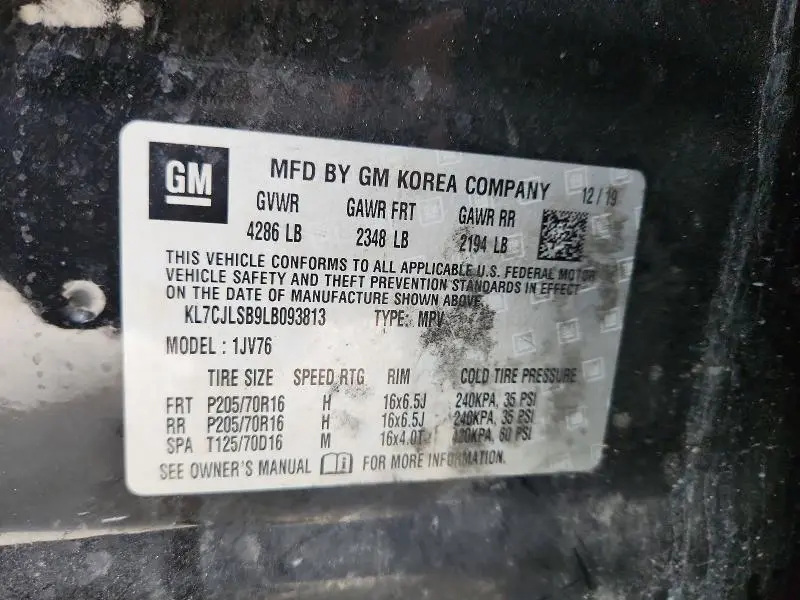 GM
MFD BY GM KOREA COMPANY 12 / 19
GVWR GAWR FRT GAWR RR
4286 LB 2348 LB 2194 LB
THIS VEHICLE CONFORMS TO ALL APPLICABLE U.S. FEDERAL MOTOR
VEHICLE SAFETY AND THEFT PREVENTION STANDARDS IN EFFECT
ON THE DATE OF MANUFACTURE SHOWN ABOVE.
KL7CJLSB9LB093813 TYPE: MPV
MODEL : 1JV76
TIRE SIZE SPEED RTG RIM COLD TIRE PRESSURE
FRT P205/70R16 H 16x6.5J 240KPA, 35 PSI
RR P205/70R16 H 16x6.5J 240KPA, 35 PSI
SPA T125/70D16 M 16x4.0T 420KPA, 60 PSI
SEE OWNER'S MANUAL FOR MORE INFORMATION.